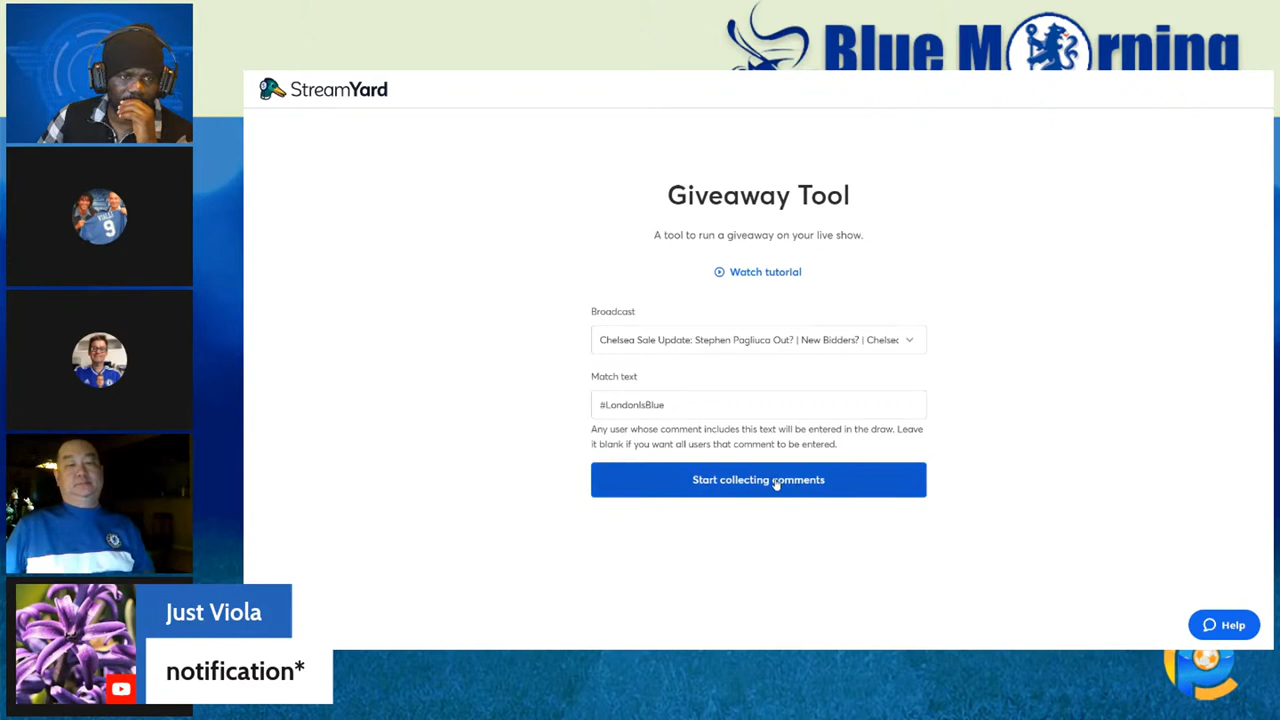 Blue Morning
StreamYard
Giveaway Tool
A tool to run a giveaway on your live show.
Watch tutorial
Broadcast
Chelsea Sale Update: Stephen Pagliuca Out? | New Bidders? | Chelsea
Match text
#LondonIsBlue
Any user whose comment includes this text will be entered in the draw. Leave
it blank if you want all users that comment to be entered.
Start collecting comments
Help
VIALLI
9
Just Viola
notification*